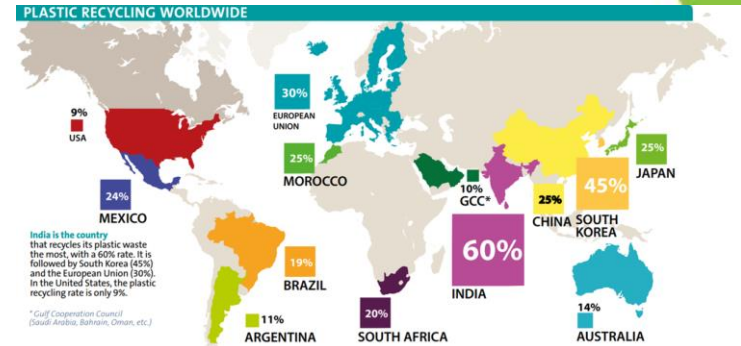 PLASTIC RECYCLING WORLDWIDE
9%
USA
30%
EUROPEAN
UNION
25%
MOROCCO
24%
MEXICO
10%
GCC*
25%
JAPAN
25%
CHINA
45%
SOUTH
KOREA
60%
INDIA
19%
BRAZIL
20%
SOUTH AFRICA
11%
ARGENTINA
14%
AUSTRALIA
India is the country
that recycles its plastic waste
the most, with a 60% rate. It is
followed by South Korea (45%)
and the European Union (30%).
In the United States, the plastic
recycling rate is only 9%.
* Gulf Cooperation Council
(Saudi Arabia, Bahrain, Oman, etc.)